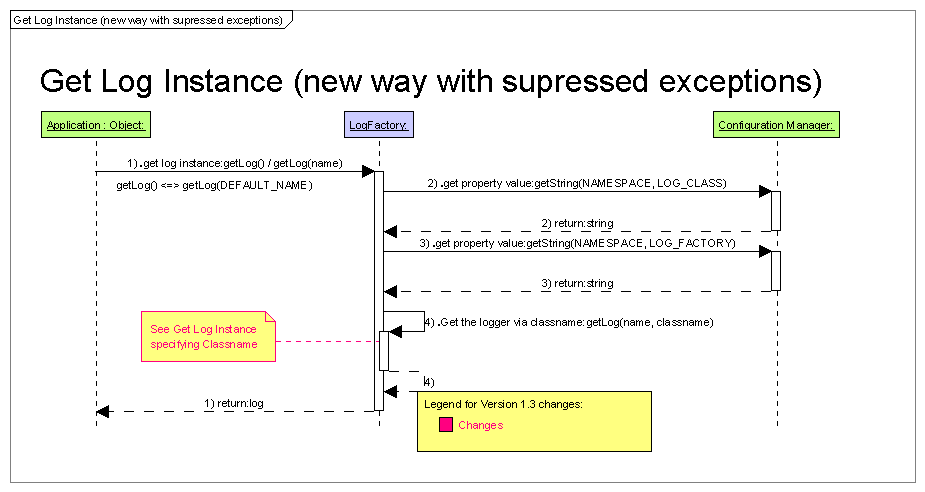 Get Log Instance (new way with supressed exceptions)
Get Log Instance (new way with supressed exceptions)
Application : Object:
LogFactory:
Configuration Manager:
1) .get log instance:getLog() / getLog(name)
getLog() <=> getLog(DEFAULT_NAME)
2) .get property value:getString(NAMESPACE, LOG_CLASS)
2) return:string
3) .get property value:getString(NAMESPACE, LOG_FACTORY)
3) return:string
4) .Get the logger via classname:getLog(name, classname)
See Get Log Instance
specifying Classname
4)
1) return:log
Legend for Version 1.3 changes:
Changes